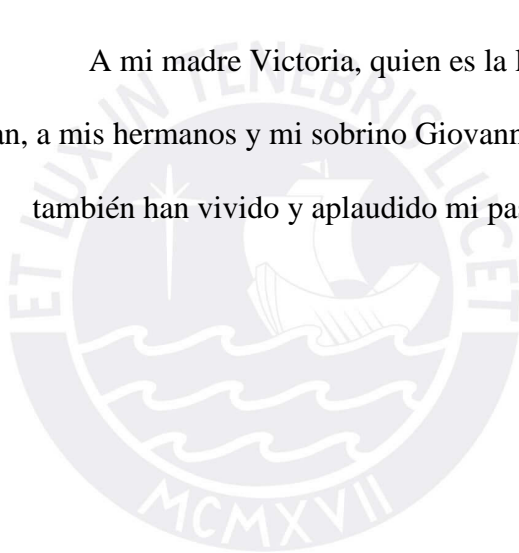 A mi madre Victoria, quien es la
an, a mis hermanos y mi sobrino Giovann
también han vivido y aplaudido mi pa
ET LUX IN TENEBRIS LUCET
MCMXVII